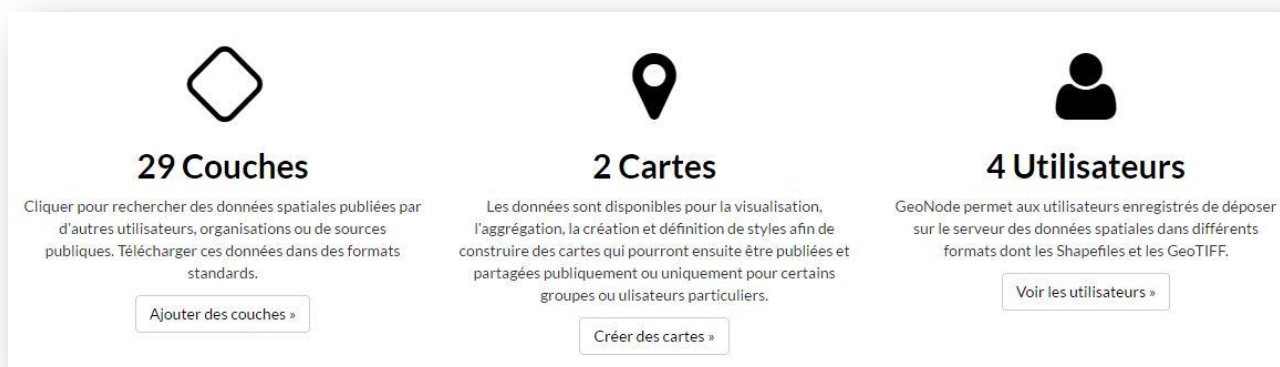 29 Couches
Cliquer pour rechercher des données spatiales publiées par
d'autres utilisateurs, organisations ou de sources
publiques. Télécharger ces données dans des formats
standards.
Ajouter des couches »
2 Cartes
Les données sont disponibles pour la visualisation,
l'aggrégation, la création et définition de styles afin de
construire des cartes qui pourront ensuite être publiées et
partagées publiquement ou uniquement pour certains
groupes ou ulisateurs particuliers.
Créer des cartes »
4 Utilisateurs
GeoNode permet aux utilisateurs enregistrés de déposer
sur le serveur des données spatiales dans différents
formats dont les Shapefiles et les GeoTIFF.
Voir les utilisateurs »